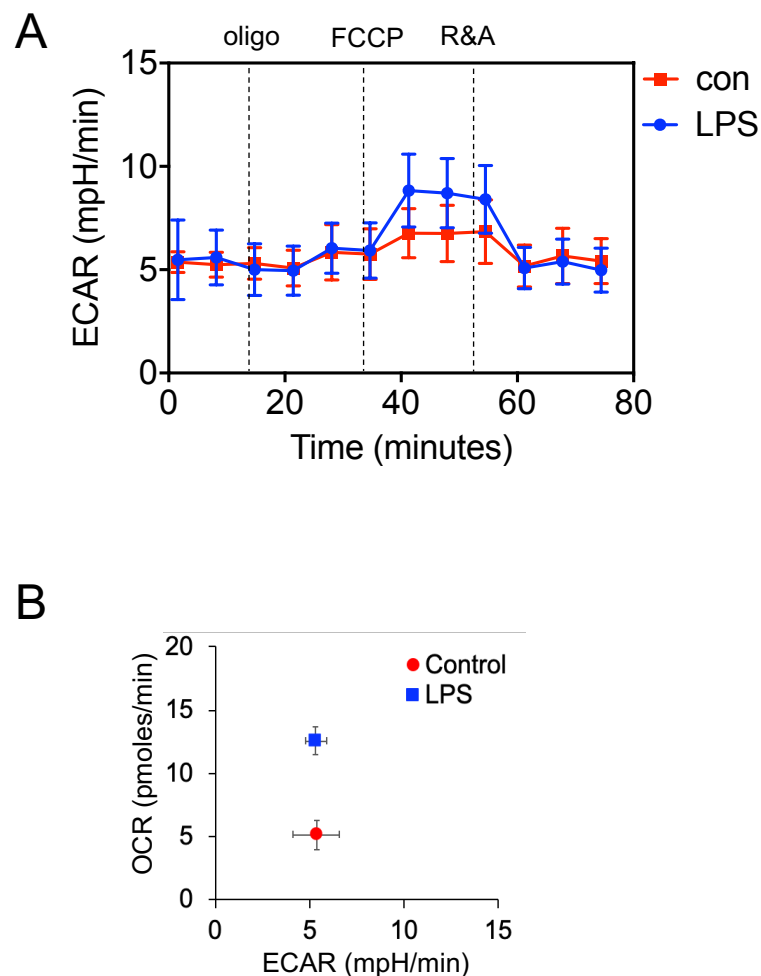 A
oligo FCCP R&A
15
10
5
0
ECAR (mpH/min)
0 20 40 60 80
Time (minutes)
con
LPS
B
20
15
10
5
0
OCR (pmoles/min)
0 5 10 15
ECAR (mpH/min)
Control
LPS